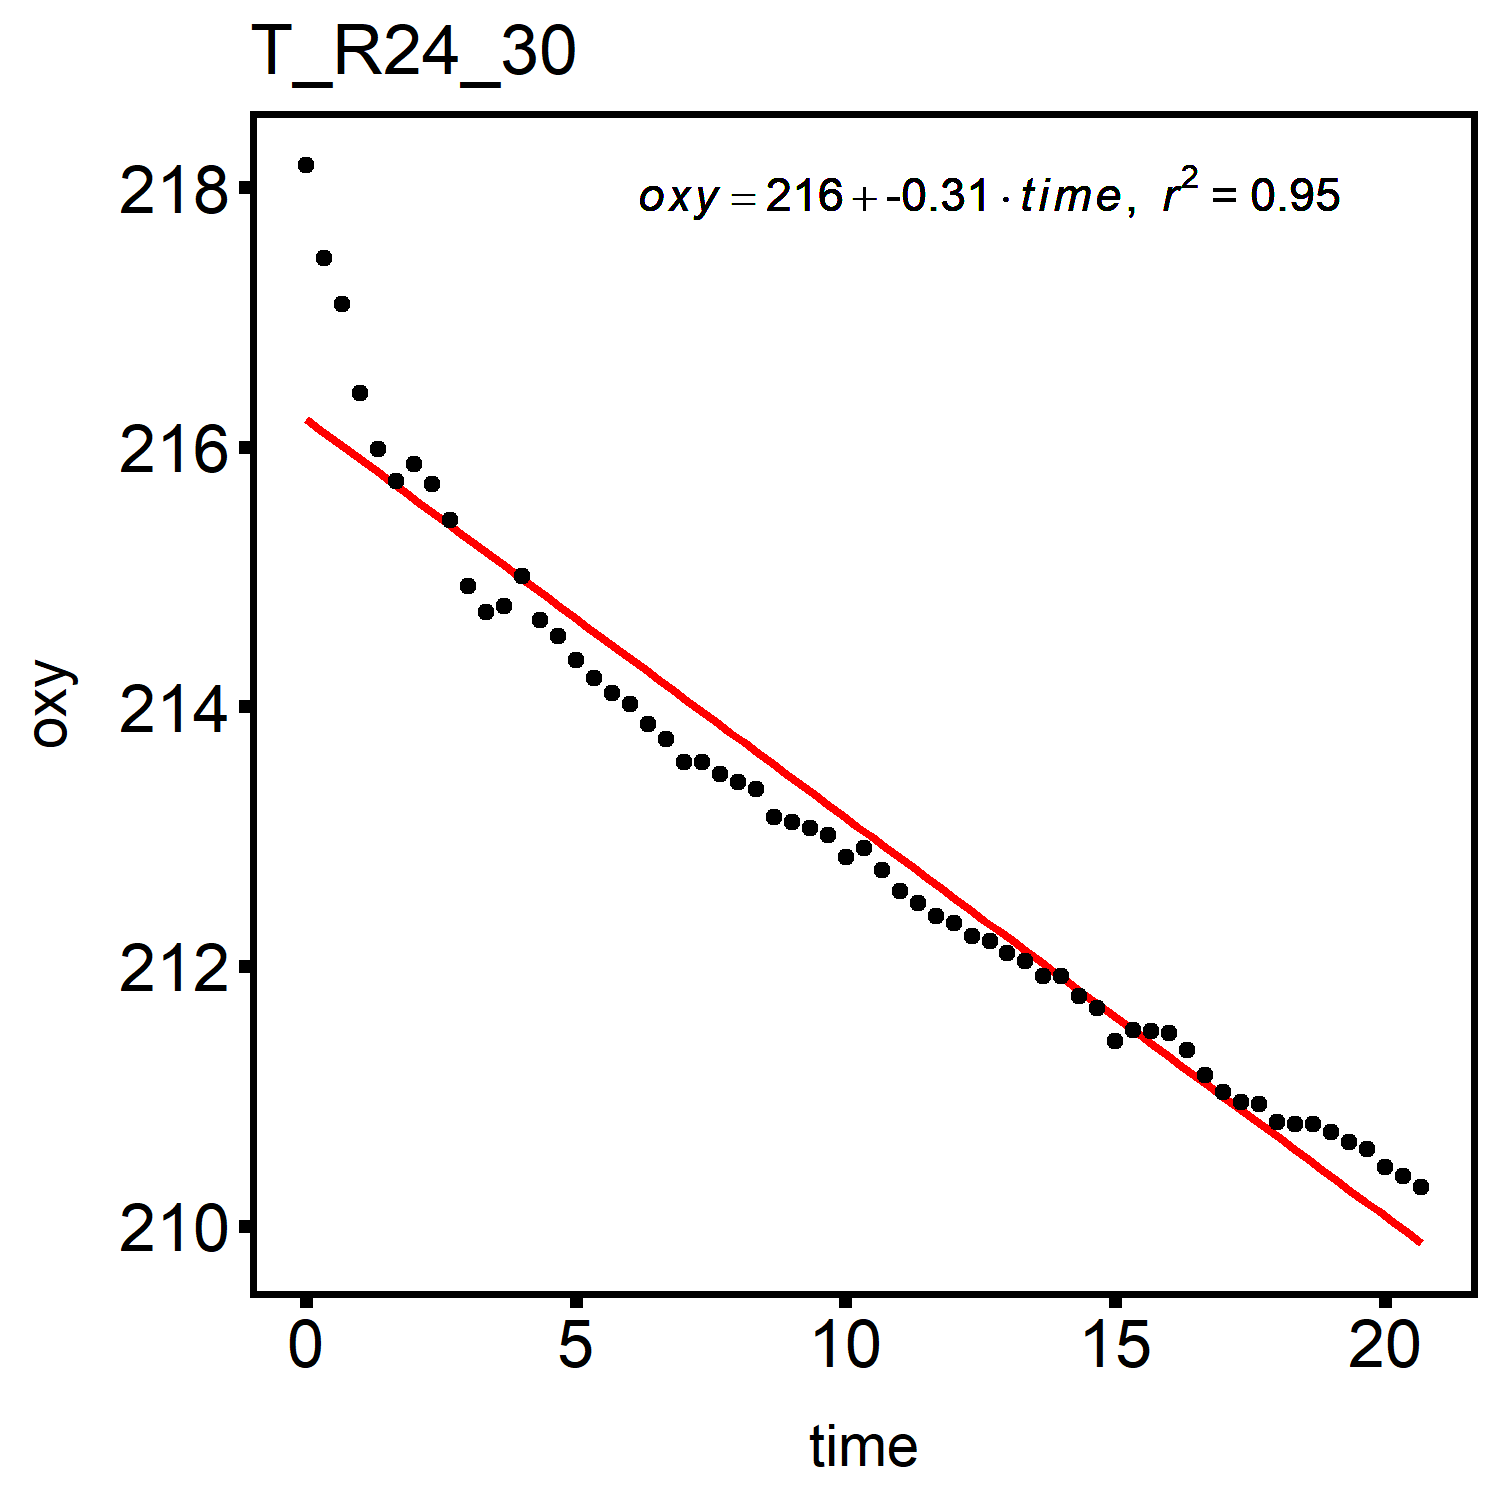 T_R24_30
oxy = 216 + -0.31 · time, r² = 0.95
218
216
214
212
210
oxy
0 5 10 15 20
time